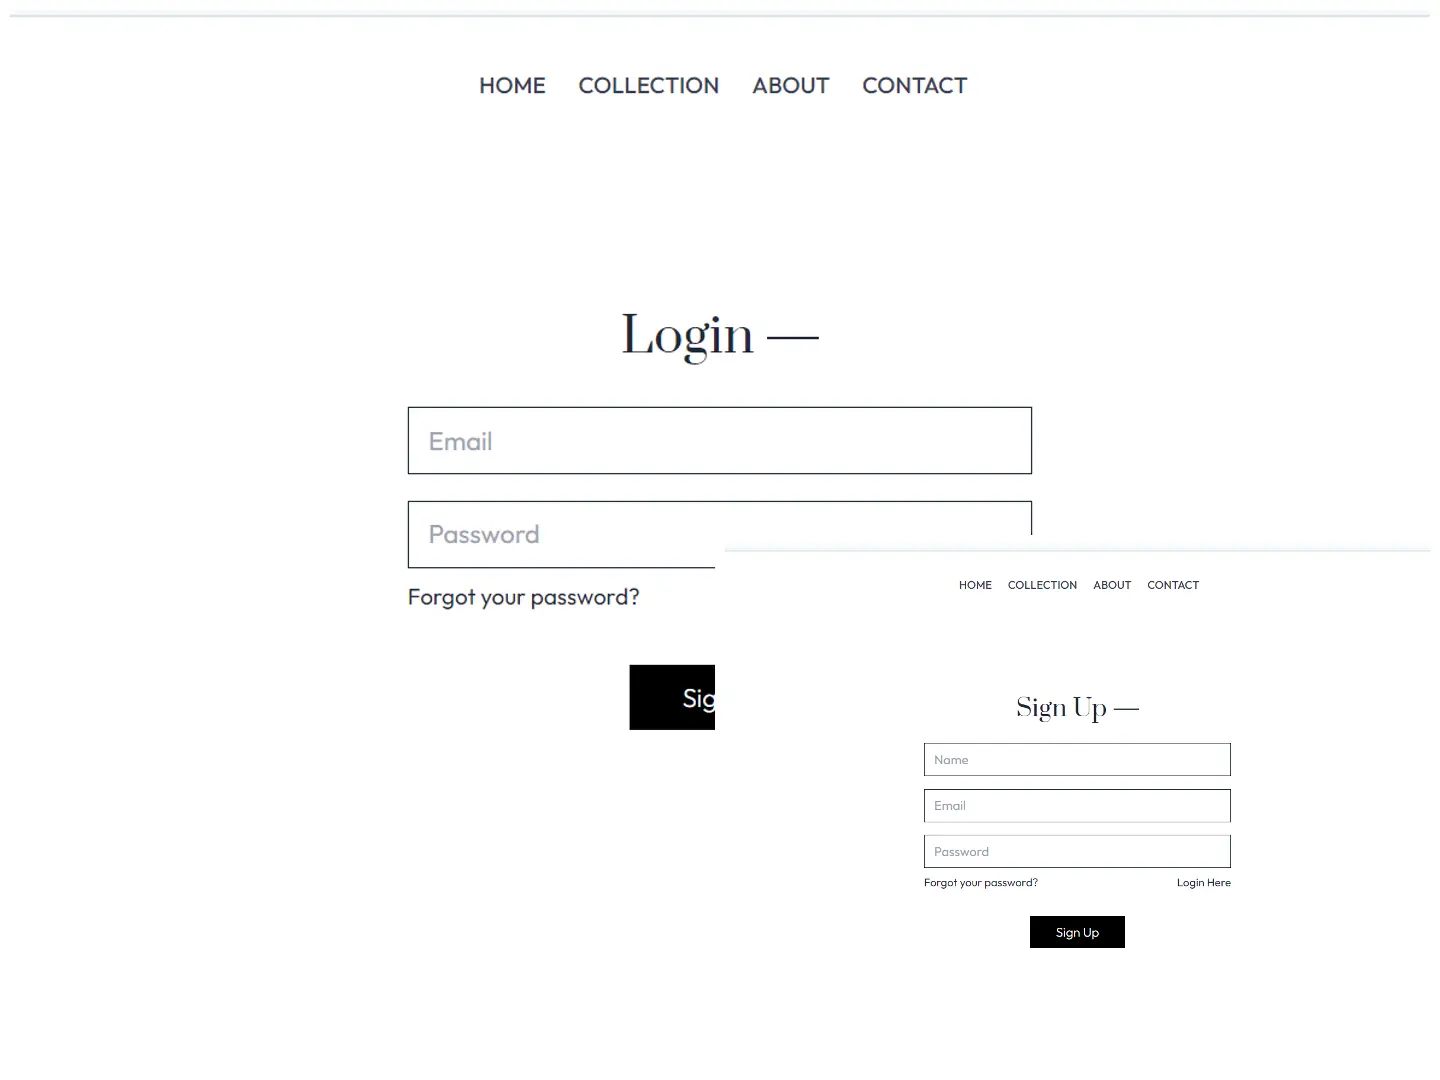 HOME COLLECTION ABOUT CONTACT
Login
Email
Password
Forgot your password?
HOME COLLECTION ABOUT CONTACT
Sign Up
Name
Email
Password
Forgot your password? Login Here
Sign Up